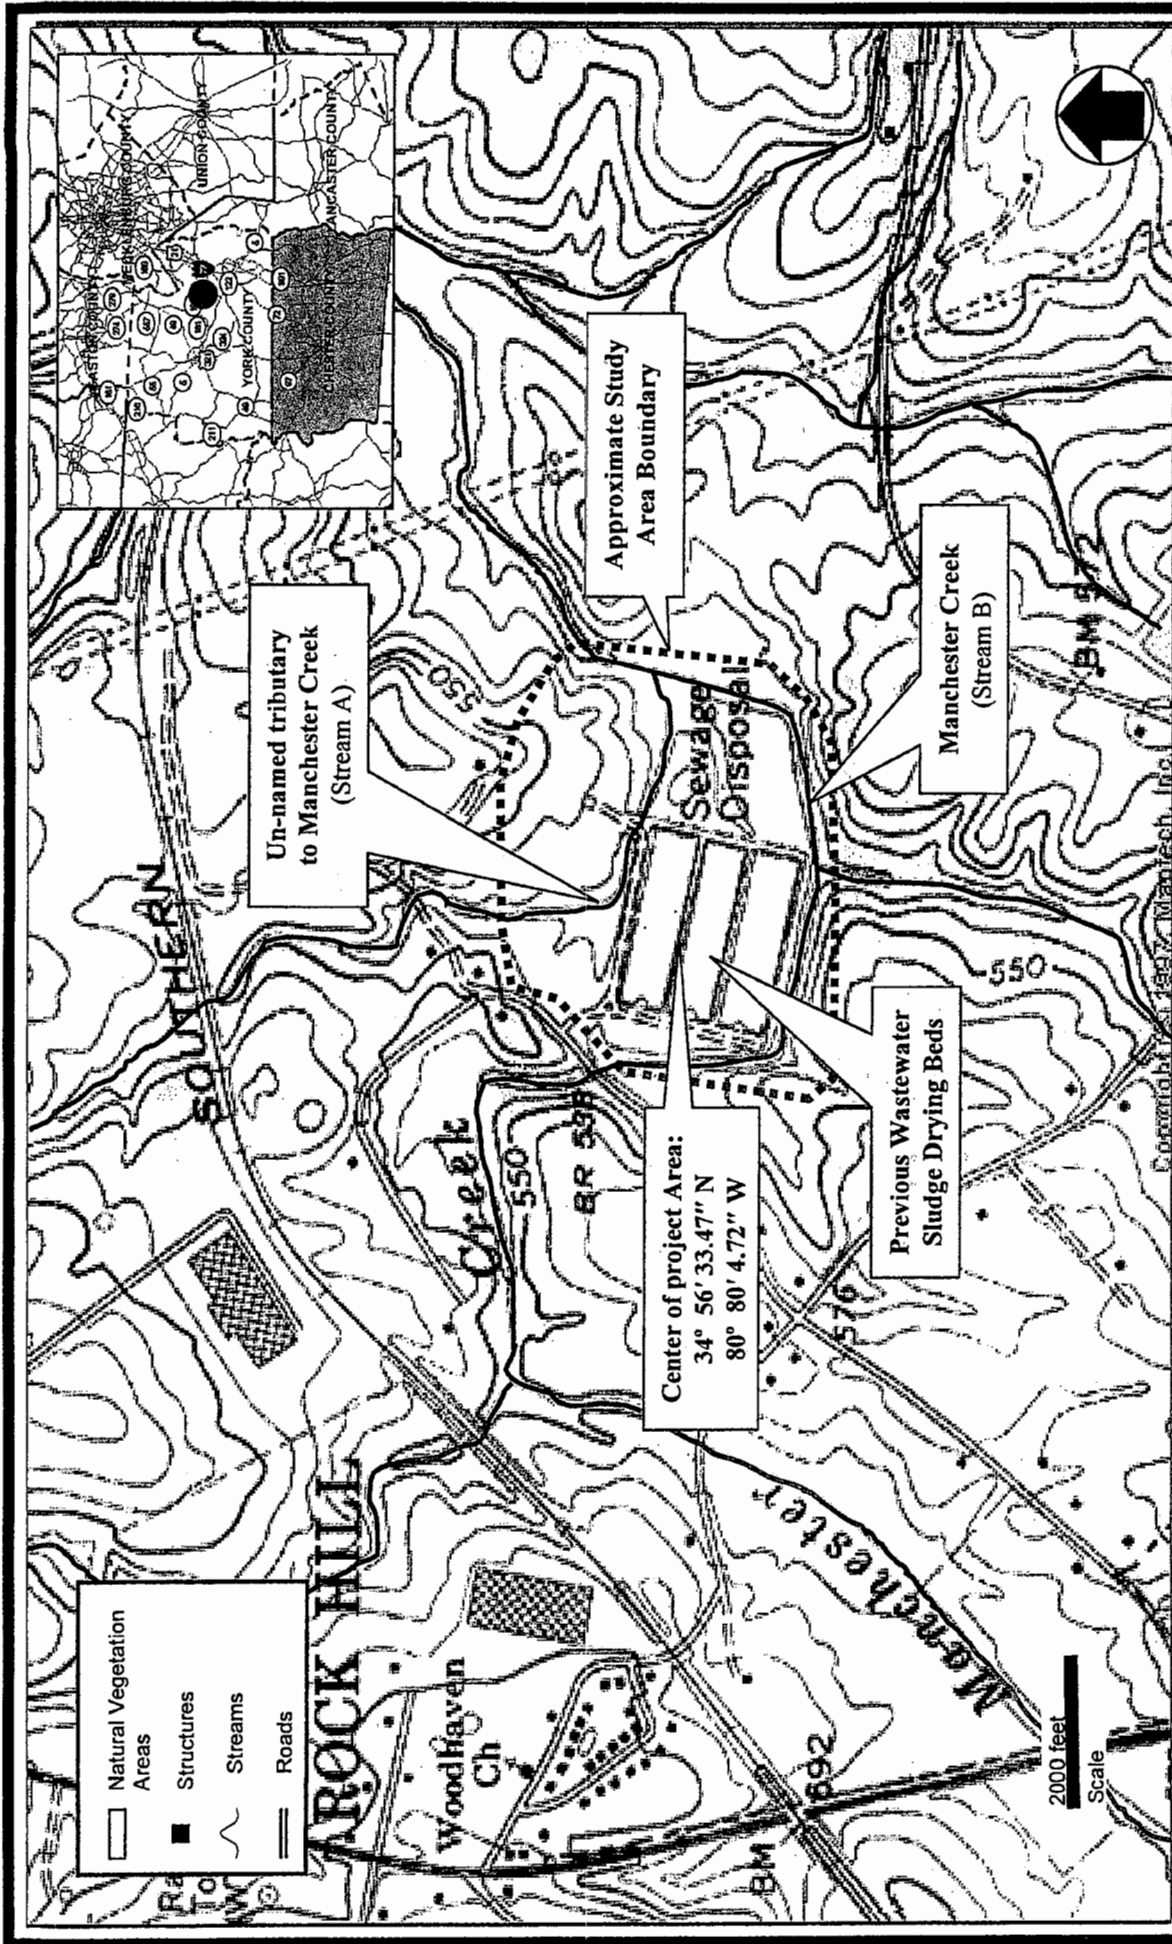 Natural Vegetation
Areas
Structures
Streams
Roads
ROCK HILL
Woodhaven
Ch
SOUTHERN
Creek
550
BR 598
Un-named tributary
to Manchester Creek
(Stream A)
550
UNION COUNTY
YORK COUNTY
CHESTER COUNTY
LANCASTER COUNTY
Approximate Study
Area Boundary
Sewage
Disposal
Center of project Area:
34° 56' 33.47" N
80° 80' 4.72" W
Previous Wastewater
Sludge Drying Beds
Manchester Creek
(Stream B)
550
576
Manchester
BM
692
BM
2000 feet
Scale